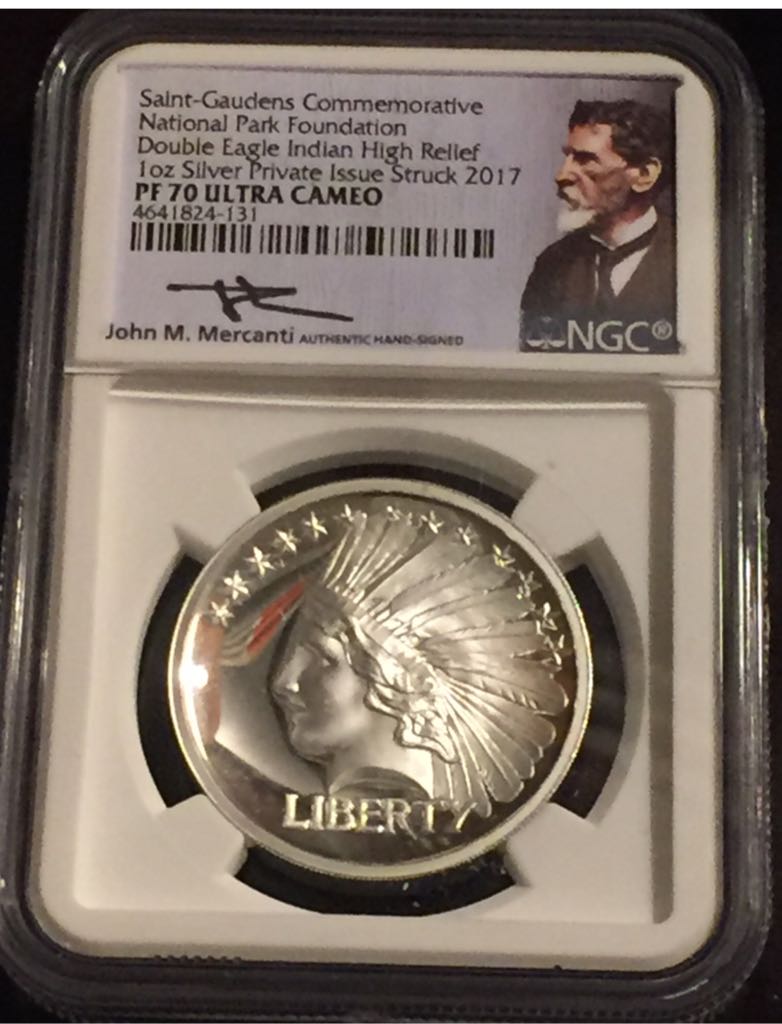 Saint-Gaudens Commemorative
National Park Foundation
Double Eagle Indian High Relief
1oz Silver Private Issue Struck 2017
PF 70 ULTRA CAMEO
4641824-131
John M. Mercanti AUTHENTIC HAND-SIGNED
NGC®
LIBERTY